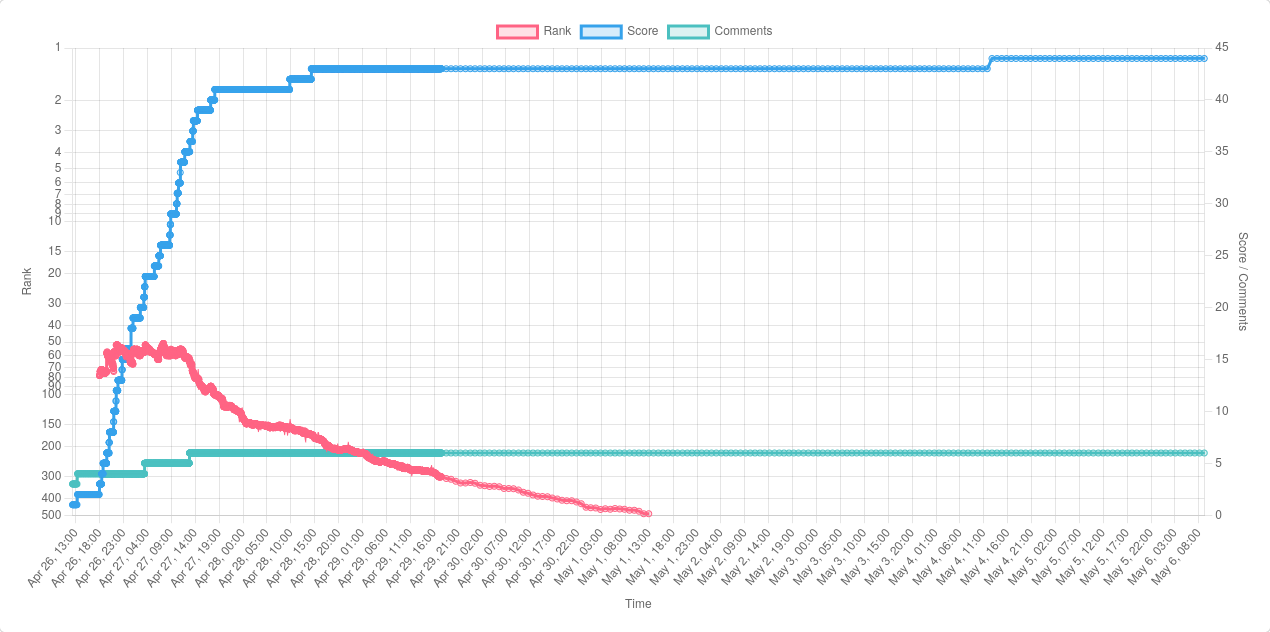 Rank Score Comments
1
2
3
4
5
6
7
8
9
10
15
20
30
40
50
60
70
80
90
100
150
200
300
400
500
Rank
45
40
35
30
25
20
15
10
5
0
Score / Comments
Apr 26, 13:00
Apr 26, 18:00
Apr 26, 23:00
Apr 27, 04:00
Apr 27, 09:00
Apr 27, 14:00
Apr 27, 19:00
Apr 28, 00:00
Apr 28, 05:00
Apr 28, 10:00
Apr 28, 15:00
Apr 28, 20:00
Apr 29, 01:00
Apr 29, 06:00
Apr 29, 11:00
Apr 29, 16:00
Apr 29, 21:00
Apr 30, 02:00
Apr 30, 07:00
Apr 30, 12:00
Apr 30, 17:00
Apr 30, 22:00
May 1, 03:00
May 1, 08:00
May 1, 13:00
May 1, 18:00
May 1, 23:00
May 2, 04:00
May 2, 09:00
May 2, 14:00
May 2, 19:00
May 3, 00:00
May 3, 05:00
May 3, 10:00
May 3, 15:00
May 3, 20:00
May 4, 01:00
May 4, 06:00
May 4, 11:00
May 4, 16:00
May 4, 21:00
May 5, 02:00
May 5, 07:00
May 5, 12:00
May 5, 17:00
May 5, 22:00
May 6, 03:00
May 6, 08:00
Time